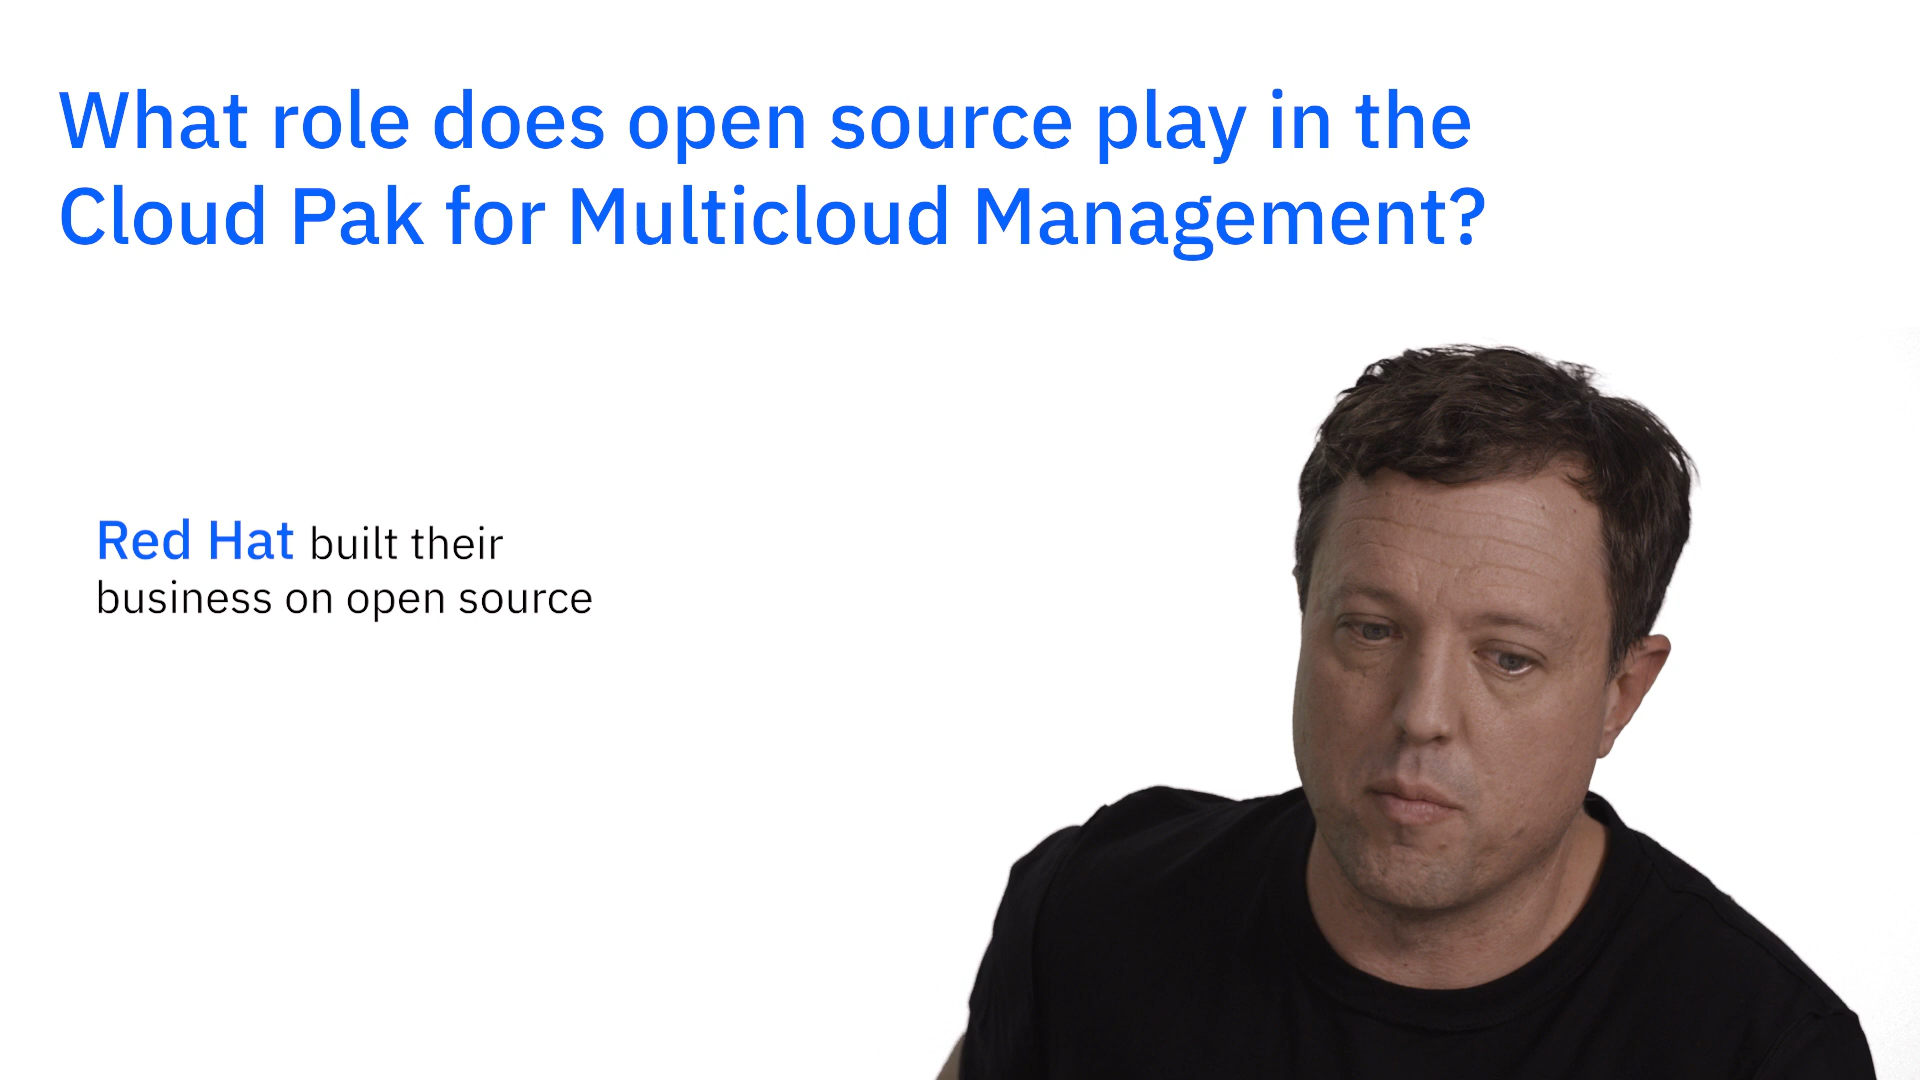 What role does open source play in the
Cloud Pak for Multicloud Management?
Red Hat built their
business on open source